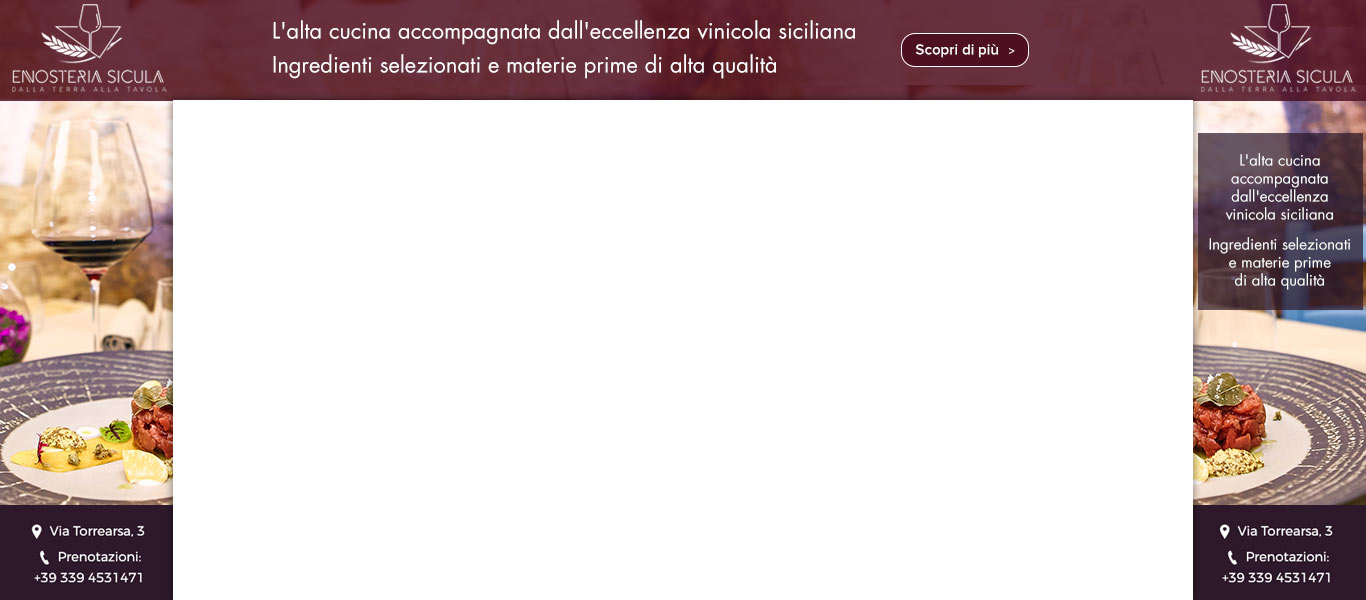 ENOSTERIA SICULA
DALLA TERRA ALLA TAVOLA
L'alta cucina accompagnata dall'eccellenza vinicola siciliana
Ingredienti selezionati e materie prime di alta qualità
Scopri di più >
ENOSTERIA SICULA
DALLA TERRA ALLA TAVOLA
L'alta cucina
accompagnata
dall'eccellenza
vinicola siciliana
Ingredienti selezionati
e materie prime
di alta qualità
Via Torrearsa, 3
Prenotazioni:
+39 339 4531471
Via Torrearsa, 3
Prenotazioni:
+39 339 4531471